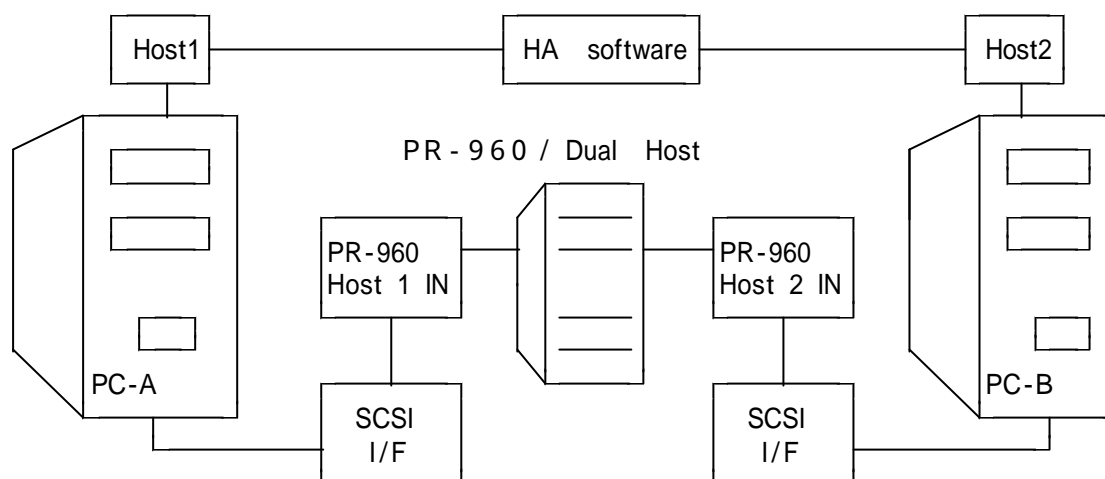 Host1
HA software
Host2
PR-960 / Dual Host
PR-960
Host 1 IN
PR-960
Host 2 IN
PC-A
PC-B
SCSI
I/F
SCSI
I/F